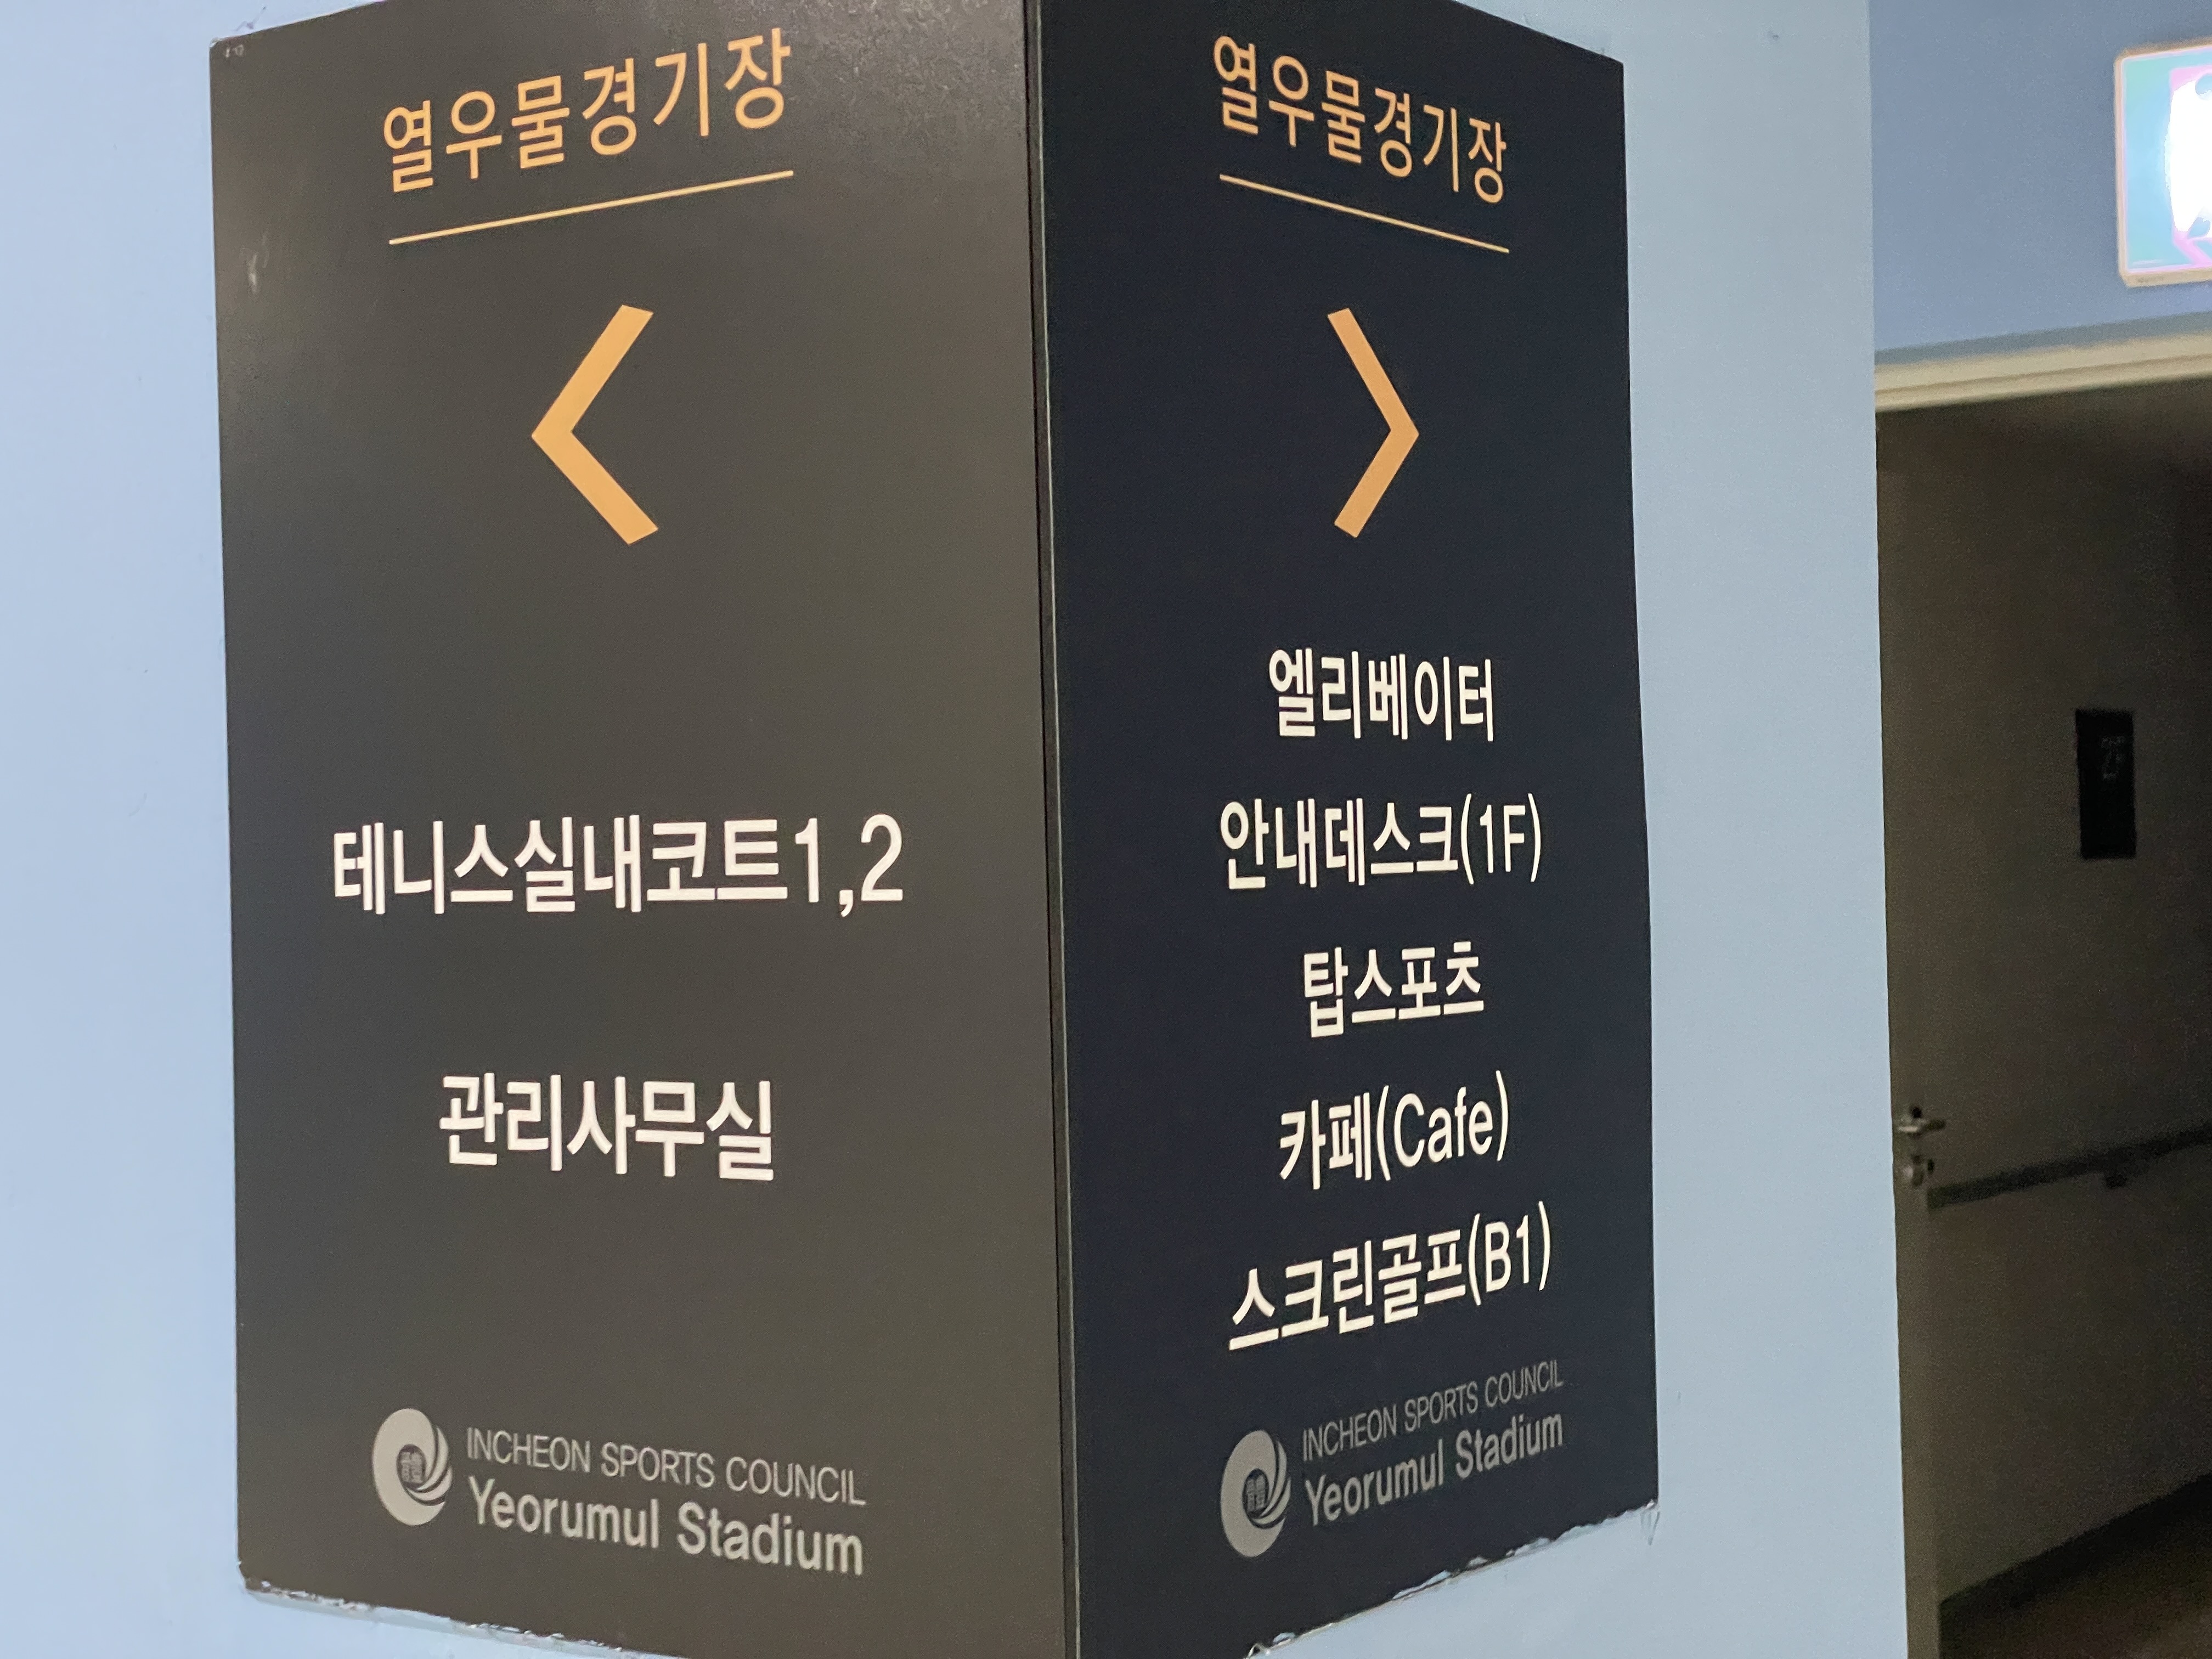 열우물경기장
테니스실내코트1,2
관리사무실
INCHEON SPORTS COUNCIL
Yeorumul Stadium
열우물경기장
엘리베이터
안내데스크(1F)
탑스포츠
카페(Cafe)
스크린골프(B1)
INCHEON SPORTS COUNCIL
Yeorumul Stadium
2F